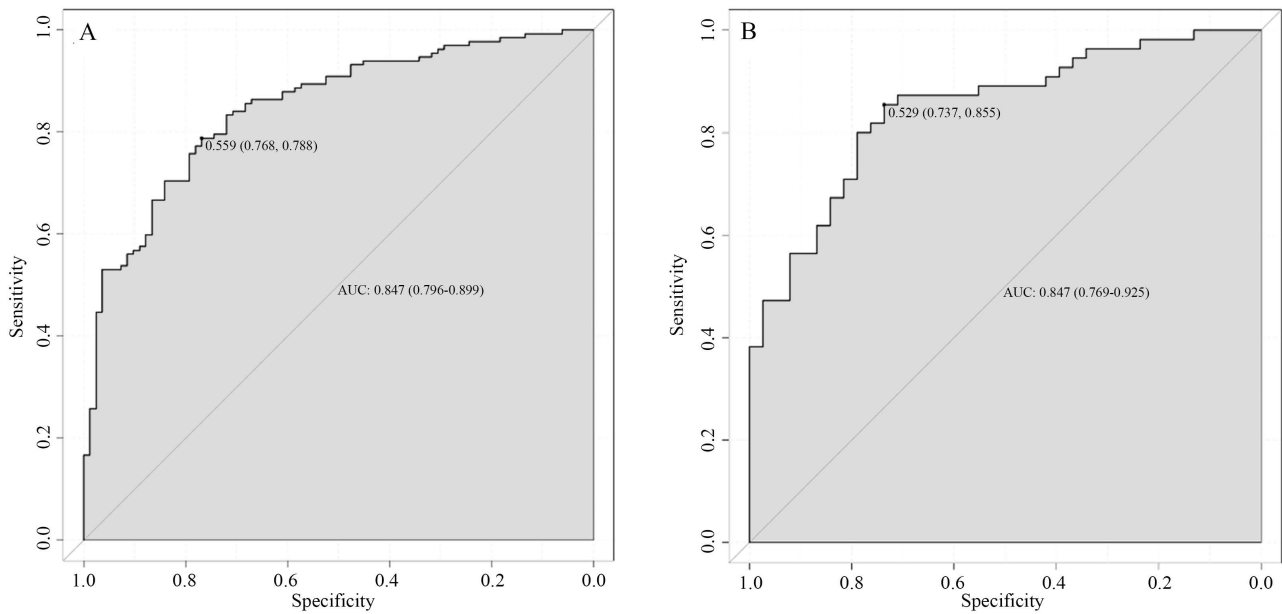 A
1.0
0.8
0.6
0.4
0.2
0.0
Sensitivity
0.559 (0.768, 0.788)
AUC: 0.847 (0.796-0.899)
1.0 0.8 0.6 0.4 0.2 0.0
Specificity
B
1.0
0.8
0.6
0.4
0.2
0.0
Sensitivity
0.529 (0.737, 0.855)
AUC: 0.847 (0.769-0.925)
1.0 0.8 0.6 0.4 0.2 0.0
Specificity